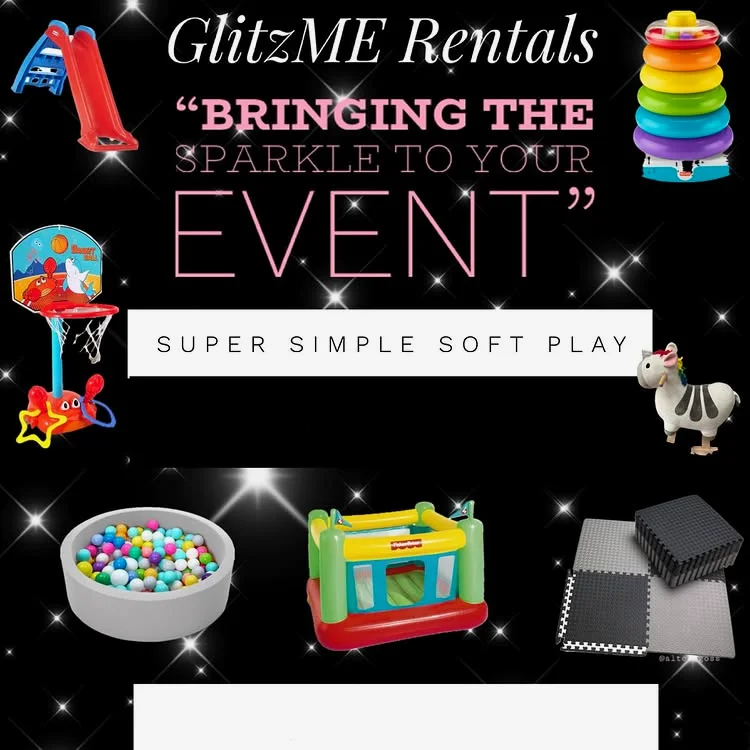 GlitzME Rentals
“BRINGING THE
SPARKLE TO YOUR
EVENT”
SUPER SIMPLE SOFT PLAY